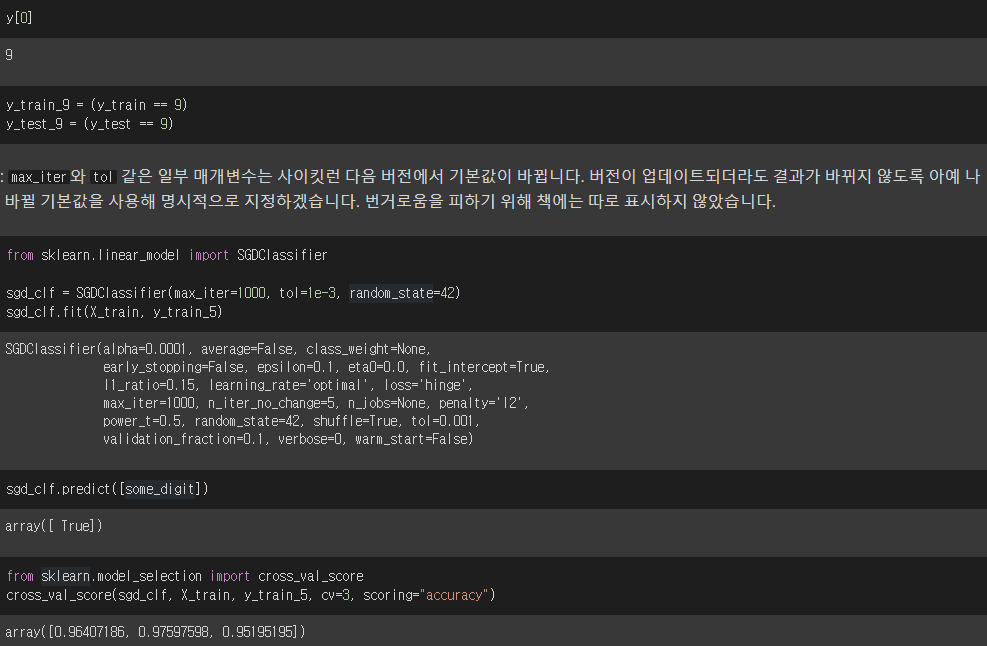 y[0]
9
y_train_9 = (y_train == 9)
y_test_9 = (y_test == 9)
: max_iter와 tol 같은 일부 매개변수는 사이킷런 다음 버전에서 기본값이 바뀝니다. 버전이 업데이트되더라도 결과가 바뀌지 않도록 아예 나
바뀔 기본값을 사용해 명시적으로 지정하겠습니다. 번거로움을 피하기 위해 책에는 따로 표시하지 않았습니다.
from sklearn.linear_model import SGDClassifier
sgd_clf = SGDClassifier(max_iter=1000, tol=1e-3, random_state=42)
sgd_clf.fit(X_train, y_train_5)
SGDClassifier(alpha=0.0001, average=False, class_weight=None,
early_stopping=False, epsilon=0.1, eta0=0.0, fit_intercept=True,
l1_ratio=0.15, learning_rate='optimal', loss='hinge',
max_iter=1000, n_iter_no_change=5, n_jobs=None, penalty='l2',
power_t=0.5, random_state=42, shuffle=True, tol=0.001,
validation_fraction=0.1, verbose=0, warm_start=False)
sgd_clf.predict([some_digit])
array([ True])
from sklearn.model_selection import cross_val_score
cross_val_score(sgd_clf, X_train, y_train_5, cv=3, scoring="accuracy")
array([0.96407186, 0.97597598, 0.95195195])